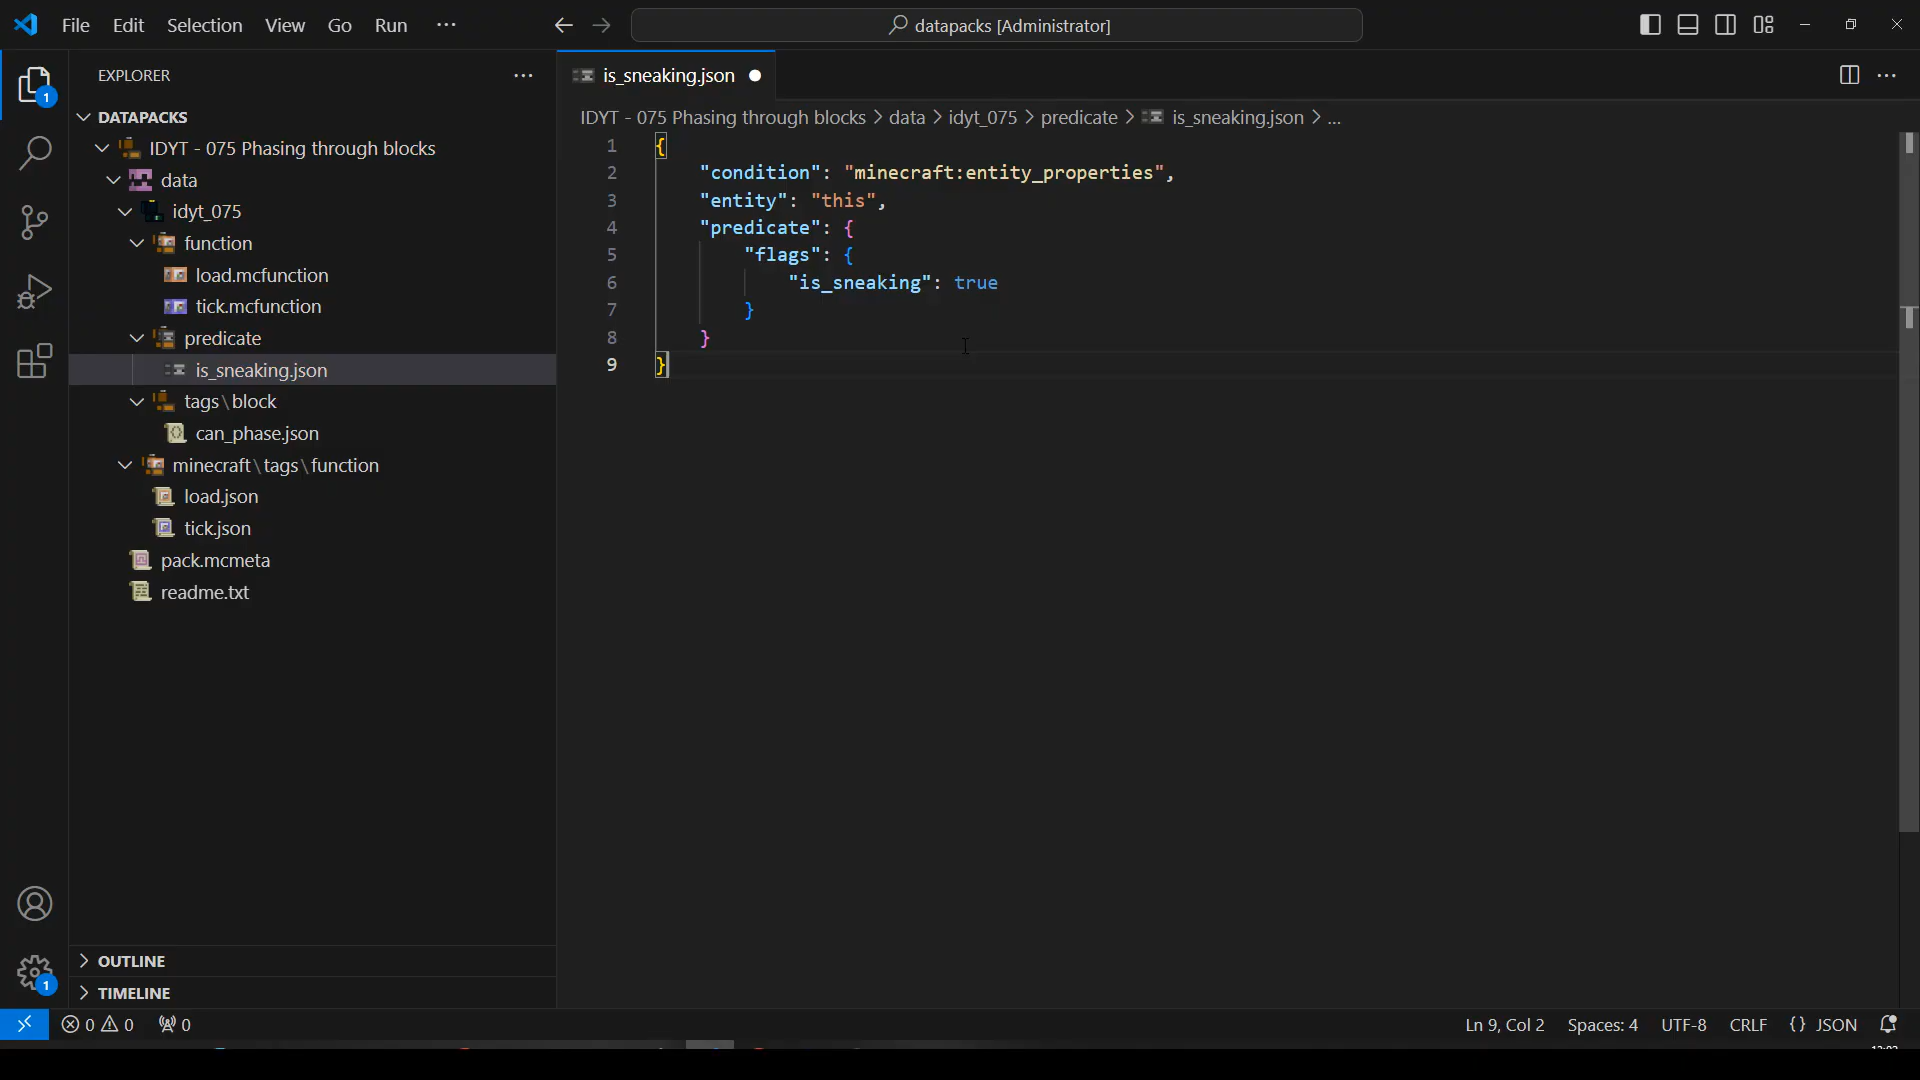 File Edit Selection View Go Run ···
datapacks [Administrator]
EXPLORER
DATAPACKS
IDYT - 075 Phasing through blocks
data
idyt_075
function
load.mcfunction
tick.mcfunction
predicate
is_sneaking.json
tags\block
can_phase.json
minecraft\tags\function
load.json
tick.json
pack.mcmeta
readme.txt
OUTLINE
TIMELINE
1
1
is_sneaking.json
IDYT - 075 Phasing through blocks > data > idyt_075 > predicate > is_sneaking.json > ...
1 {
2 "condition": "minecraft:entity_properties",
3 "entity": "this",
4 "predicate": {
5 "flags": {
6 "is_sneaking": true
7 }
8 }
9 }
0 0 0
Ln 9, Col 2 Spaces: 4 UTF-8 CRLF {} JSON